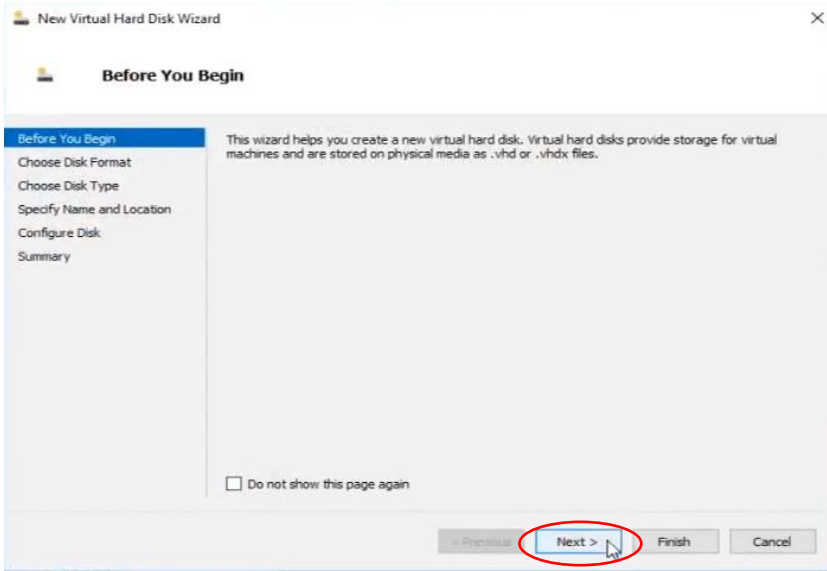 New Virtual Hard Disk Wizard
Before You Begin
Before You Begin
Choose Disk Format
Choose Disk Type
Specify Name and Location
Configure Disk
Summary
This wizard helps you create a new virtual hard disk. Virtual hard disks provide storage for virtual
machines and are stored on physical media as .vhd or .vhdx files.
Do not show this page again
< Previous Next > Finish Cancel